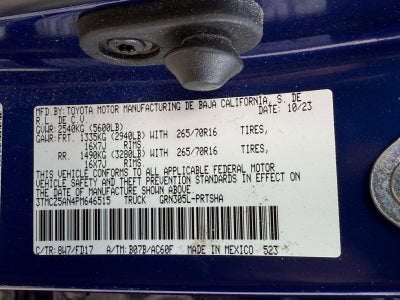 MFD.BY:TOYOTA MOTOR MANUFACTURING DE BAJA CALIFORNIA, S. DE
R.L. DE C.V. 10/23
GVWR 2540KG (5600LB)
GAWR:FRT. 1335KG (2940LB) WITH 265/70R16 TIRES,
16X7J RIMS,
RR. 1490KG (3280LB) WITH 265/70R16 TIRES,
16X7J RIMS,
THIS VEHICLE CONFORMS TO ALL APPLICABLE FEDERAL MOTOR
VEHICLE SAFETY AND THEFT PREVENTION STANDARDS IN EFFECT ON
THE DATE OF MANUFACTURE SHOWN ABOVE.
3TMCZ5AN4PM646515 TRUCK GRN305L-PRTSHA
C/TR: 8W7/FD17 A/TM: B07B/AC60F MADE IN MEXICO 523